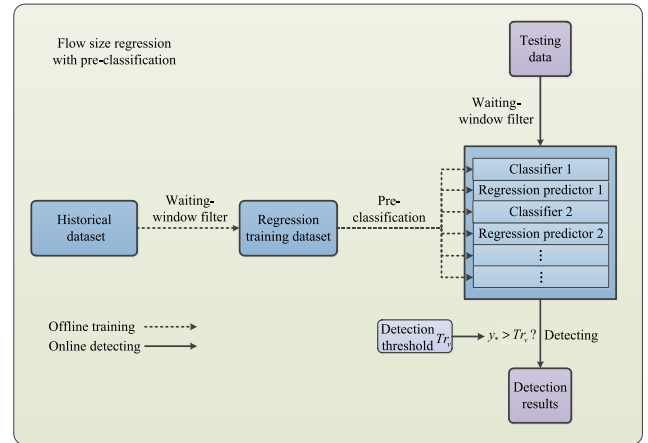 Flow size regression
with pre-classification
Testing
data
Waiting-
window filter
Classifier 1
Regression predictor 1
Classifier 2
Regression predictor 2
⋮
⋮
Historical
dataset
Waiting-
window filter
Regression
training dataset
Pre-
classification
Offline training
Online detecting
Detection
threshold Tr_v
y_* > Tr_v ?
Detecting
Detection
results